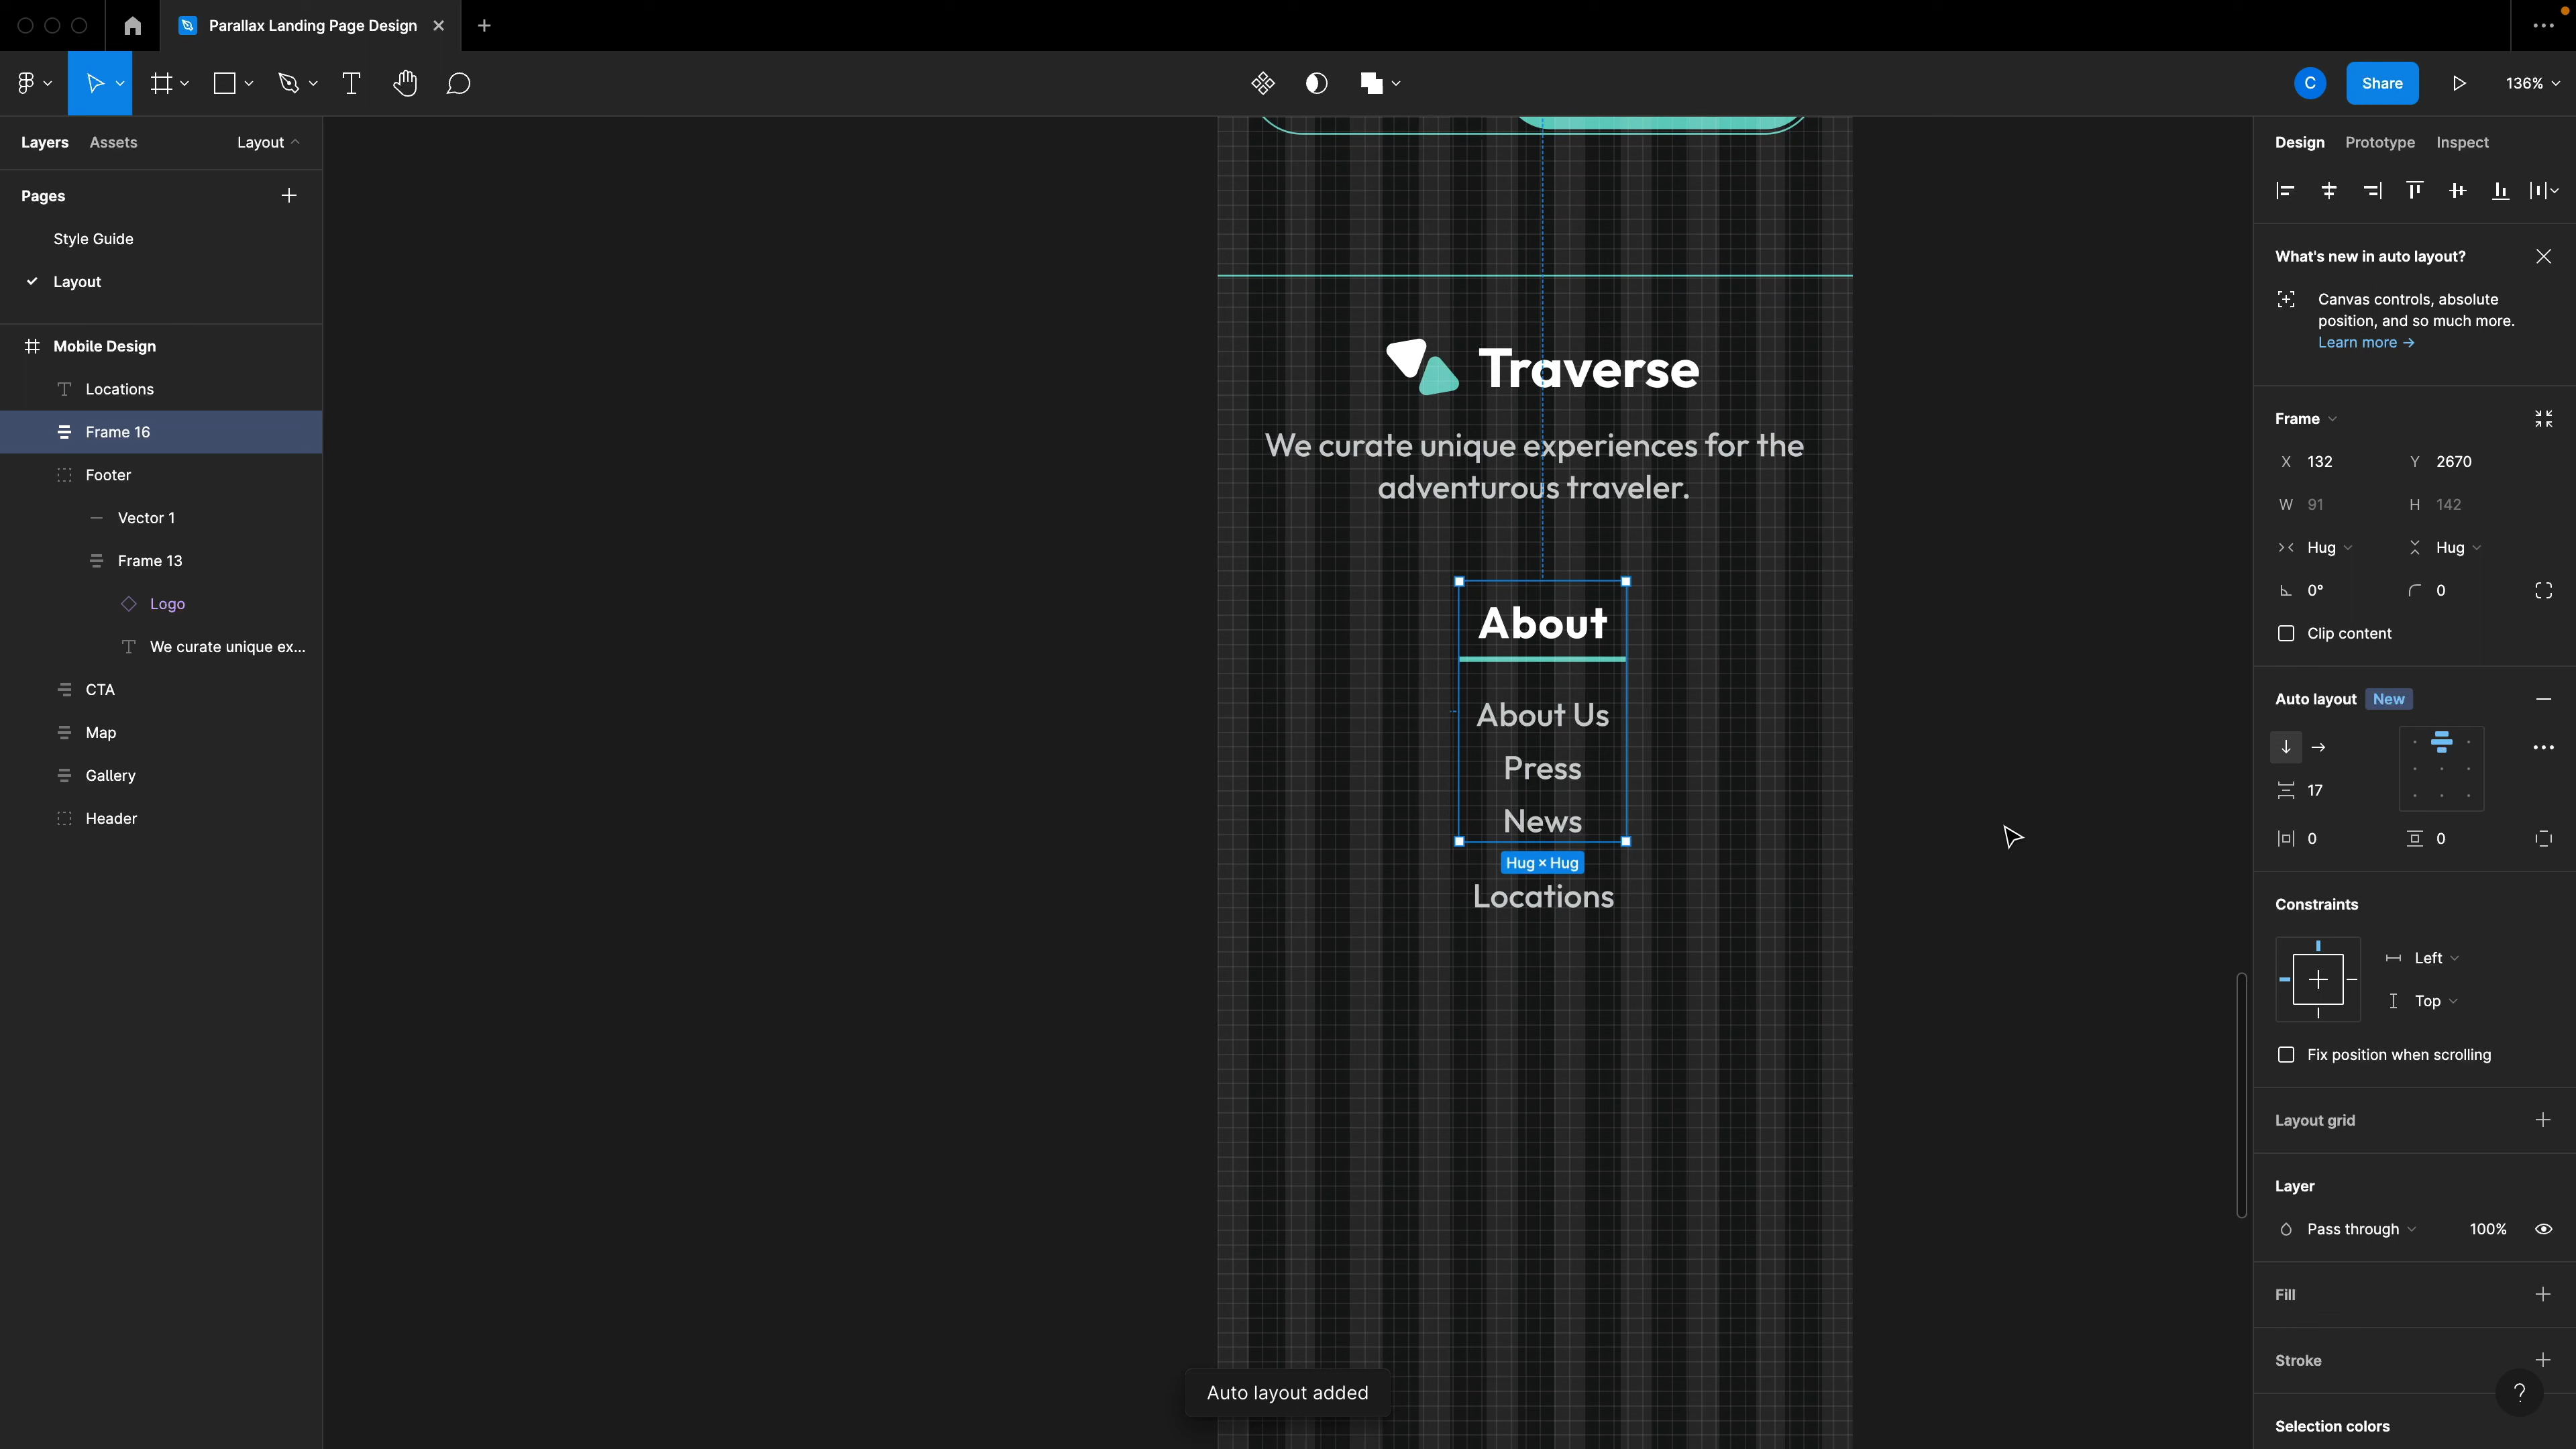 Parallax Landing Page Design
C
Share
136%
Layers
Assets
Layout
Pages
Style Guide
Layout
Mobile Design
Locations
Frame 16
Footer
Vector 1
Frame 13
Logo
We curate unique ex...
CTA
Map
Gallery
Header
Traverse
We curate unique experiences for the
adventurous traveler.
About
About Us
Press
News
Hug × Hug
Locations
Auto layout added
Design
Prototype
Inspect
What's new in auto layout?
Canvas controls, absolute
position, and so much more.
Learn more →
Frame
X 132
Y 2670
W 91
H 142
Hug
Hug
0°
0
Clip content
Auto layout New
17
0
0
Constraints
Left
Top
Fix position when scrolling
Layout grid
Layer
Pass through
100%
Fill
Stroke
?
Selection colors